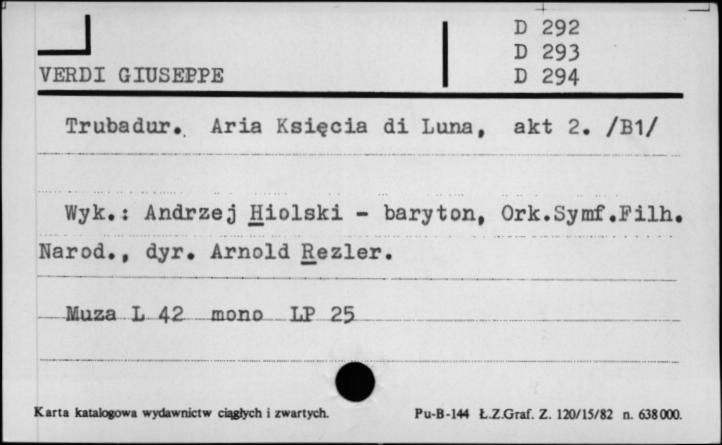 D 292
D 293
VERDI GIUSEPPE D 294
Trubadur. Aria Księcia di Luna, akt 2. /B1/
Wyk.: Andrzej Hiolski - baryton, Ork.Symf.Filh.
Narod., dyr. Arnold Rezler.
Muza L 42 mono LP 25
Karta katalogowa wydawnictw ciągłych i zwartych. Pu-B-144 Ł.Z.Graf. Z. 120/15/82 n. 638000.